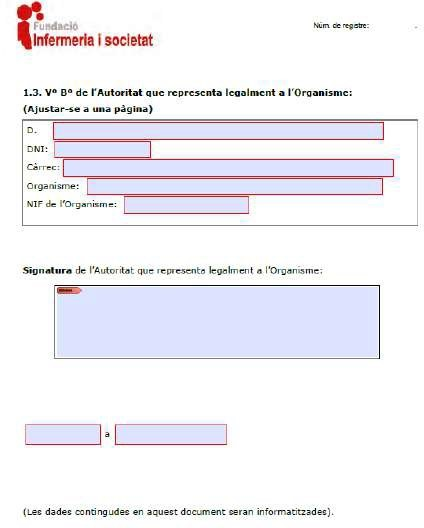 Fundació
Infermeria i societat
Núm. de registre:
1.3. Vº Bº de l'Autoritat que representa legalment a l'Organisme:
(Ajustar-se a una pàgina)
D.
DNI:
Càrrec:
Organisme:
NIF de l'Organisme:
Signatura de l'Autoritat que representa legalment a l'Organisme:
a
(Les dades contingudes en aquest document seran informatitzades).